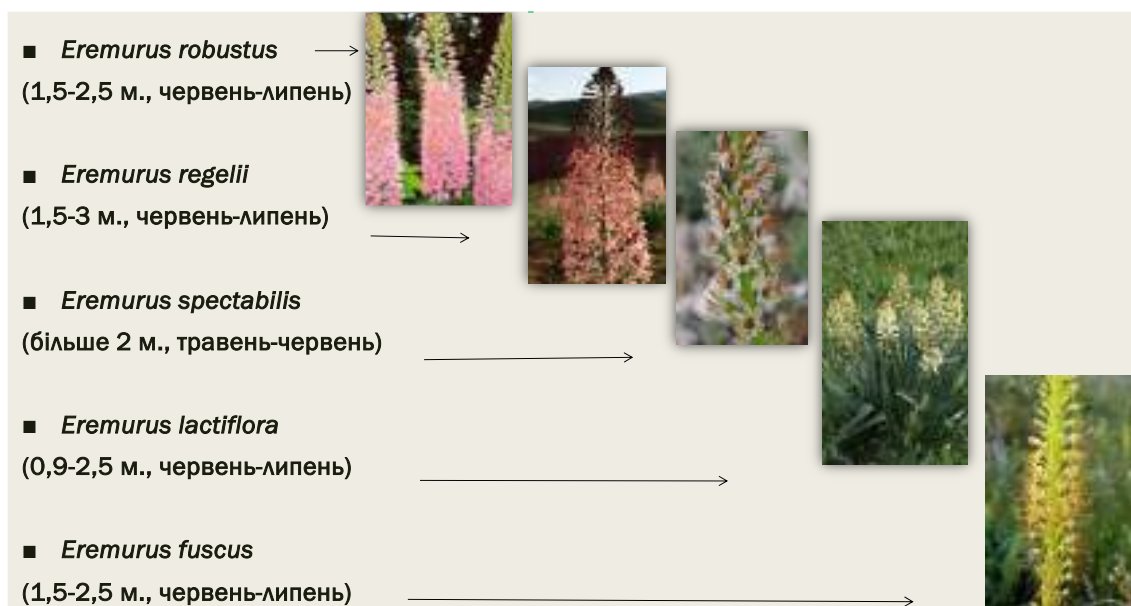 ■ Eremurus robustus
(1,5-2,5 м., червень-липень)
■ Eremurus regelii
(1,5-3 м., червень-липень)
■ Eremurus spectabilis
(більше 2 м., травень-червень)
■ Eremurus lactiflora
(0,9-2,5 м., червень-липень)
■ Eremurus fuscus
(1,5-2,5 м., червень-липень)